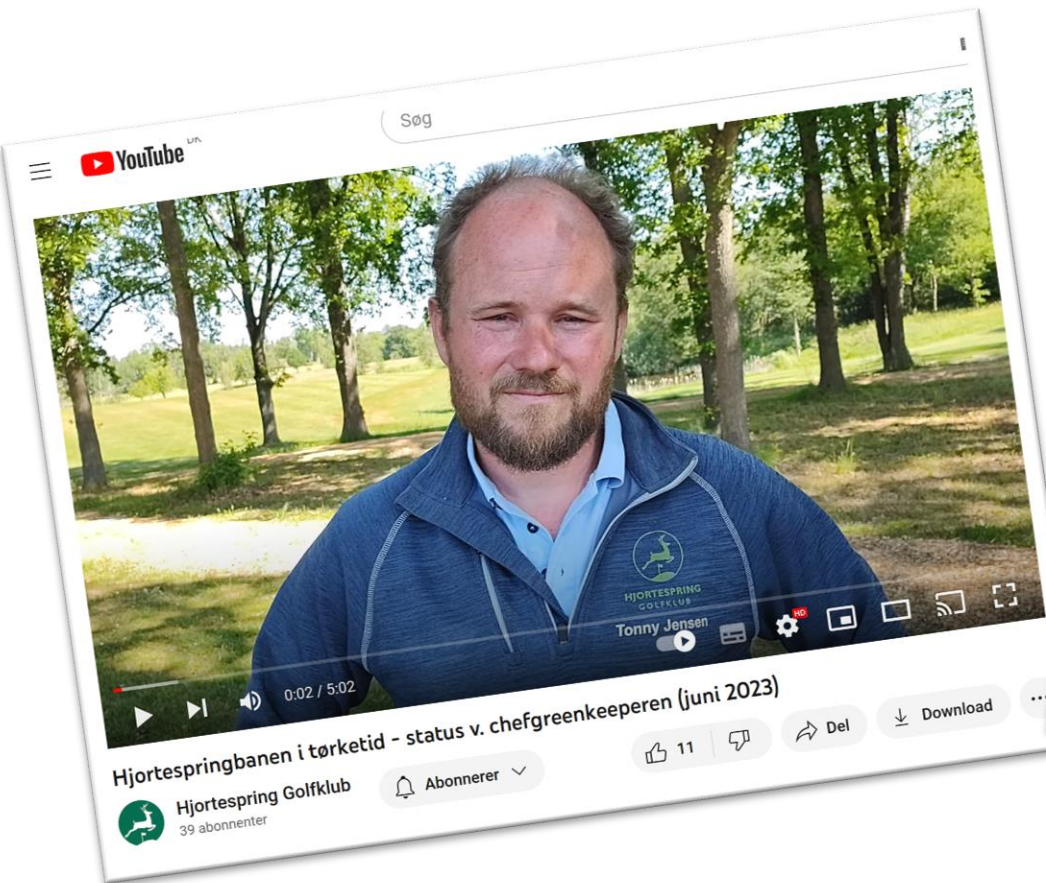 YouTube DK
Søg
HJORTESPRING
GOLFKLUB
Tonny Jensen
HD
0:02 / 5:02
Hjortespringbanen i tørketid - status v. chefgreenkeeperen (juni 2023)
Hjortespring Golfklub
39 abonnenter
Abonnerer
11
Del
Download